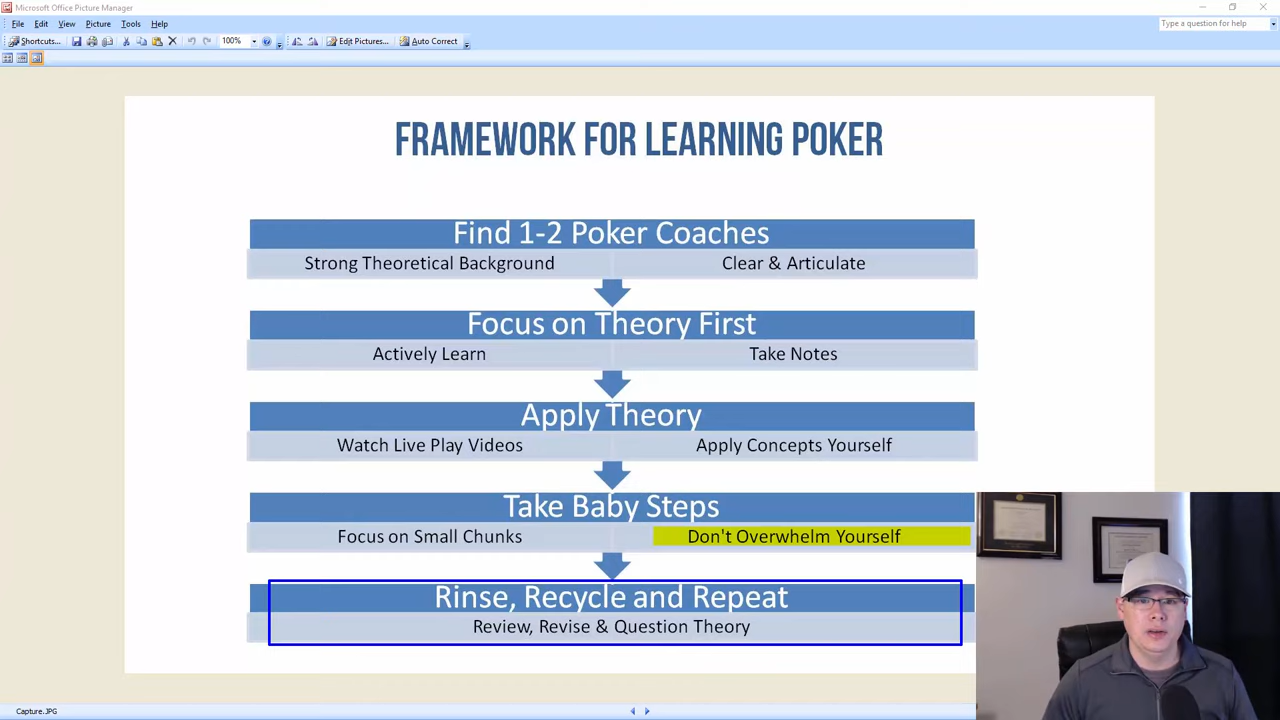 Microsoft Office Picture Manager
File Edit View Picture Tools Help
Type a question for help
Shortcuts... 100% Edit Pictures... Auto Correct
FRAMEWORK FOR LEARNING POKER
Find 1-2 Poker Coaches
Strong Theoretical Background Clear & Articulate
Focus on Theory First
Actively Learn Take Notes
Apply Theory
Watch Live Play Videos Apply Concepts Yourself
Take Baby Steps
Focus on Small Chunks Don't Overwhelm Yourself
Rinse, Recycle and Repeat
Review, Revise & Question Theory
Capture.JPG